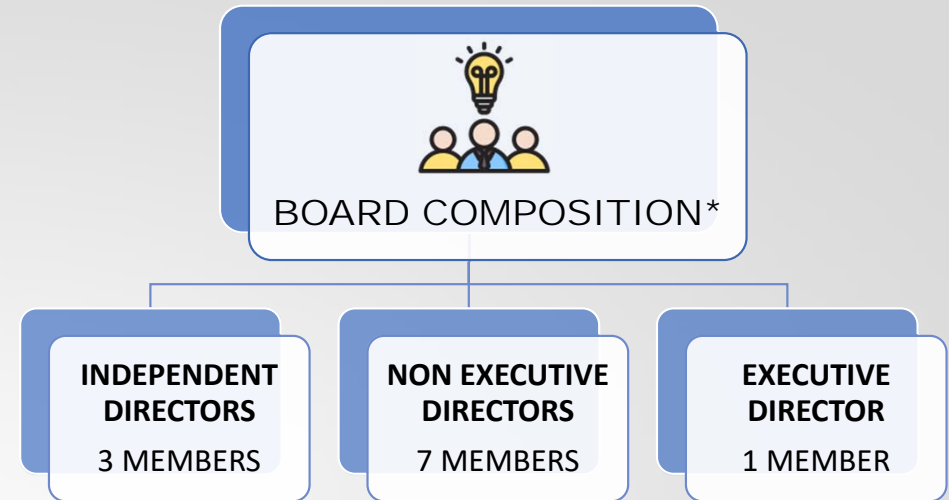 BOARD COMPOSITION*
INDEPENDENT
DIRECTORS
3 MEMBERS
NON EXECUTIVE
DIRECTORS
7 MEMBERS
EXECUTIVE
DIRECTOR
1 MEMBER